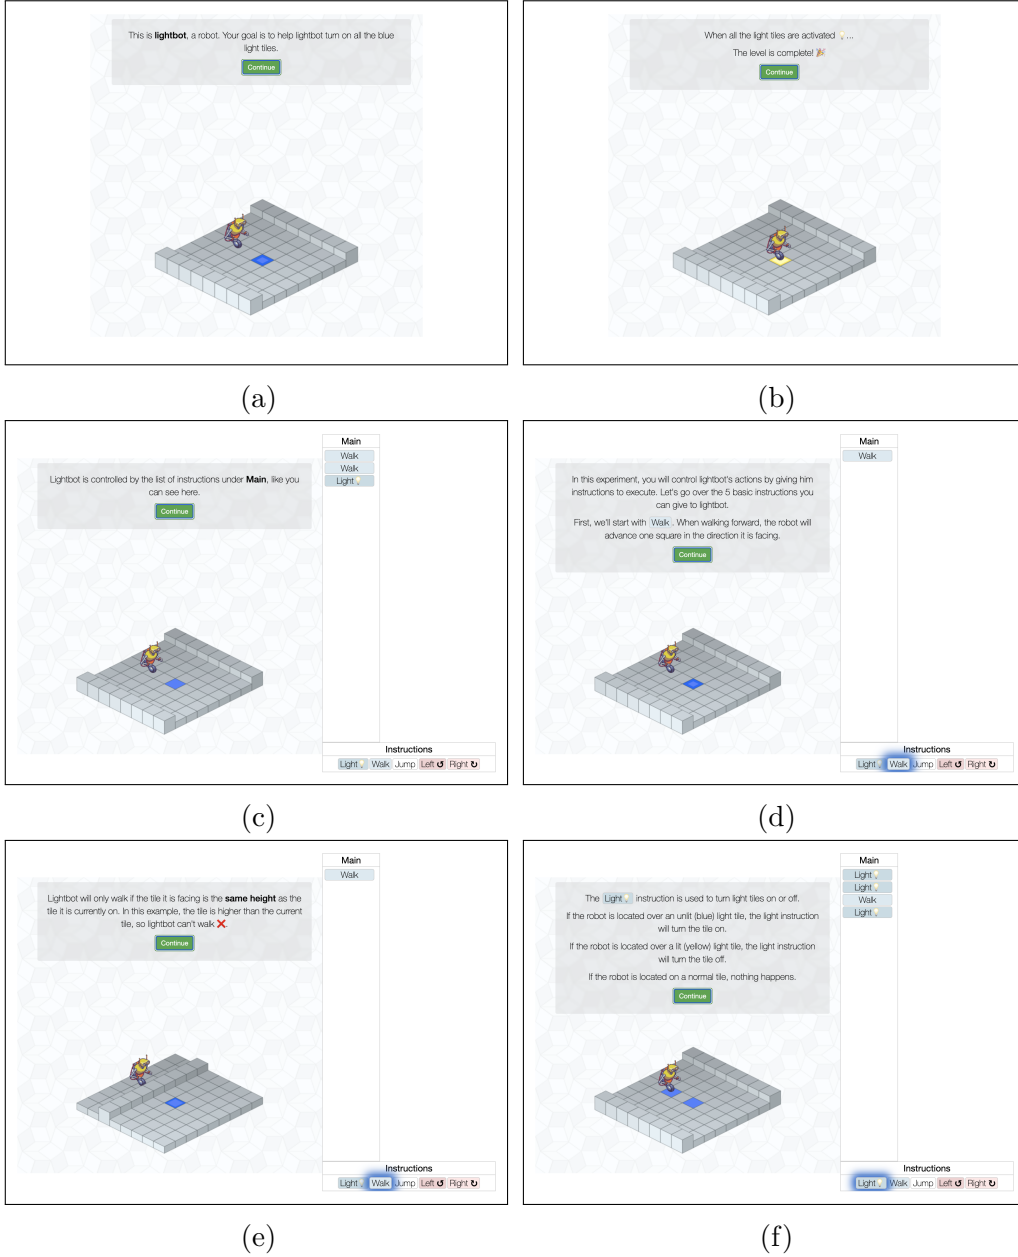 This is lightbot, a robot. Your goal is to help lightbot turn on all the blue
light tiles.
Continue
(a)
When all the light tiles are activated 💡...
The level is complete! 🎉
Continue
(b)
Main
Walk
Walk
Light💡
Lightbot is controlled by the list of instructions under Main, like you
can see here.
Continue
Instructions
Light💡 Walk Jump Left ↺ Right ↻
(c)
Main
Walk
In this experiment, you will control lightbot's actions by giving him
instructions to execute. Let's go over the 5 basic instructions you
can give to lightbot.
First, we'll start with Walk . When walking forward, the robot will
advance one square in the direction it is facing.
Continue
Instructions
Light💡 Walk Jump Left ↺ Right ↻
(d)
Main
Walk
Lightbot will only walk if the tile it is facing is the same height as the
tile it is currently on. In this example, the tile is higher than the current
tile, so lightbot can't walk ❌.
Continue
Instructions
Light💡 Walk Jump Left ↺ Right ↻
(e)
Main
Light💡
Light💡
Walk
Light💡
The Light💡 instruction is used to turn light tiles on or off.
If the robot is located over an unlit (blue) light tile, the light instruction
will turn the tile on.
If the robot is located over a lit (yellow) light tile, the light instruction
will turn the tile off.
If the robot is located on a normal tile, nothing happens.
Continue
Instructions
Light💡 Walk Jump Left ↺ Right ↻
(f)